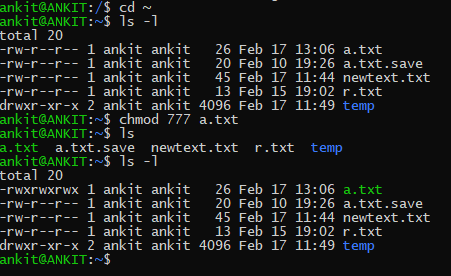 ankit@ANKIT:/$ cd ~
ankit@ANKIT:~$ ls -l
total 20
-rw-r--r-- 1 ankit ankit   26 Feb 17 13:06 a.txt
-rw-r--r-- 1 ankit ankit   20 Feb 10 19:26 a.txt.save
-rw-r--r-- 1 ankit ankit   45 Feb 17 11:44 newtext.txt
-rw-r--r-- 1 ankit ankit   13 Feb 15 19:02 r.txt
drwxr-xr-x 2 ankit ankit 4096 Feb 17 11:49 temp
ankit@ANKIT:~$ chmod 777 a.txt
ankit@ANKIT:~$ ls
a.txt  a.txt.save  newtext.txt  r.txt  temp
ankit@ANKIT:~$ ls -l
total 20
-rwxrwxrwx 1 ankit ankit   26 Feb 17 13:06 a.txt
-rw-r--r-- 1 ankit ankit   20 Feb 10 19:26 a.txt.save
-rw-r--r-- 1 ankit ankit   45 Feb 17 11:44 newtext.txt
-rw-r--r-- 1 ankit ankit   13 Feb 15 19:02 r.txt
drwxr-xr-x 2 ankit ankit 4096 Feb 17 11:49 temp
ankit@ANKIT:~$